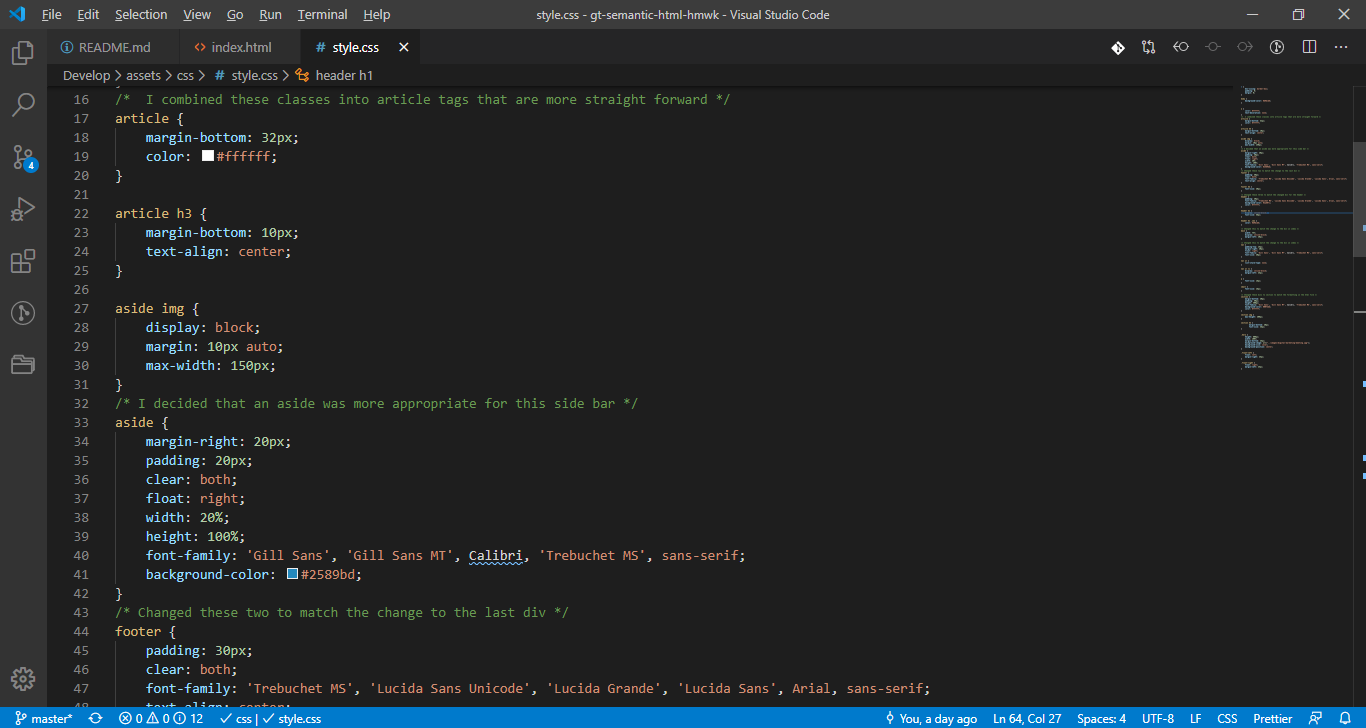 File Edit Selection View Go Run Terminal Help style.css - gt-semantic-html-hmwk - Visual Studio Code
README.md index.html # style.css
Develop > assets > css > # style.css > header h1
16 /*  I combined these classes into article tags that are more straight forward */
17 article {
18     margin-bottom: 32px;
19     color: #ffffff;
20 }
21
22 article h3 {
23     margin-bottom: 10px;
24     text-align: center;
25 }
26
27 aside img {
28     display: block;
29     margin: 10px auto;
30     max-width: 150px;
31 }
32 /* I decided that an aside was more appropriate for this side bar */
33 aside {
34     margin-right: 20px;
35     padding: 20px;
36     clear: both;
37     float: right;
38     width: 20%;
39     height: 100%;
40     font-family: 'Gill Sans', 'Gill Sans MT', Calibri, 'Trebuchet MS', sans-serif;
41     background-color: #2589bd;
42 }
43 /* Changed these two to match the change to the last div */
44 footer {
45     padding: 30px;
46     clear: both;
47     font-family: 'Trebuchet MS', 'Lucida Sans Unicode', 'Lucida Grande', 'Lucida Sans', Arial, sans-serif;
48     text-align: center;
4
master* 0 0 12 css | style.css You, a day ago Ln 64, Col 27 Spaces: 4 UTF-8 LF CSS Prettier